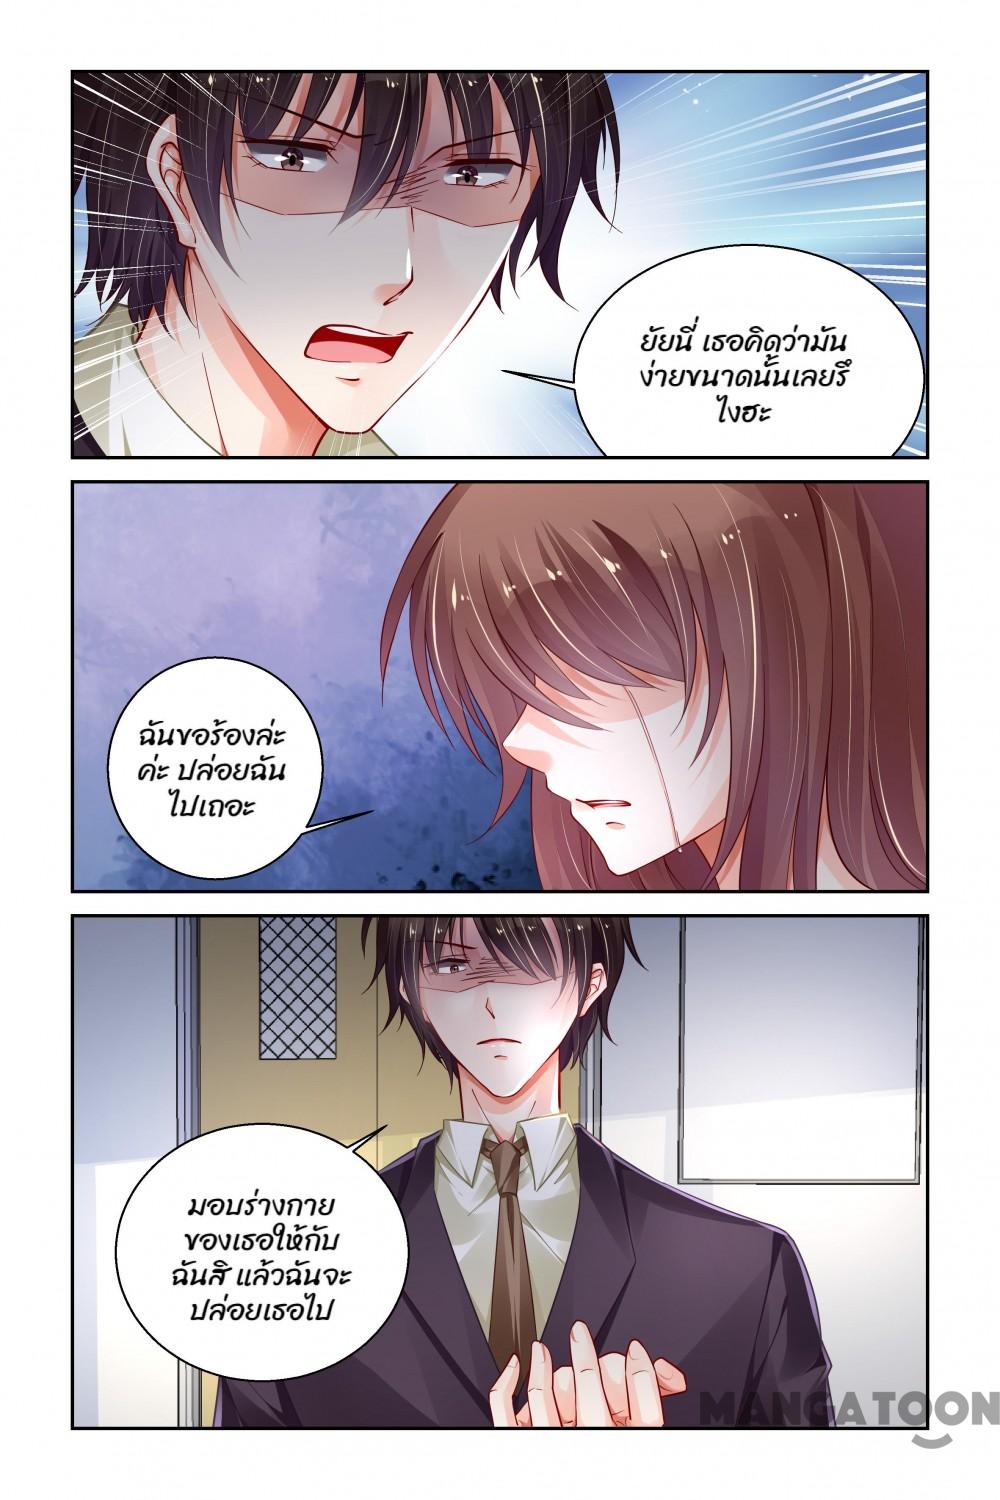 ยัยนี่ เธอคิดว่ามัน
ง่ายขนาดนั้นเลยรึ
ไงฮะ
ฉันขอร้องล่ะ
ค่ะ ปล่อยฉัน
ไปเถอะ
มอบร่างกาย
ของเธอให้กับ
ฉันสิ แล้วฉันจะ
ปล่อยเธอไป
MANGATOON